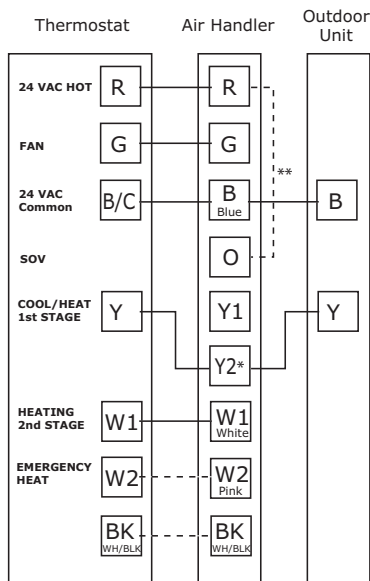 Thermostat
Air Handler
Outdoor
Unit
24 VAC HOT
R
R
FAN
G
G
**
24 VAC
Common
B/C
B
Blue
B
SOV
O
COOL/HEAT
1st STAGE
Y
Y1
Y
Y2*
HEATING
2nd STAGE
W1
W1
White
EMERGENCY
HEAT
W2
W2
Pink
BK
WH/BLK
BK
WH/BLK